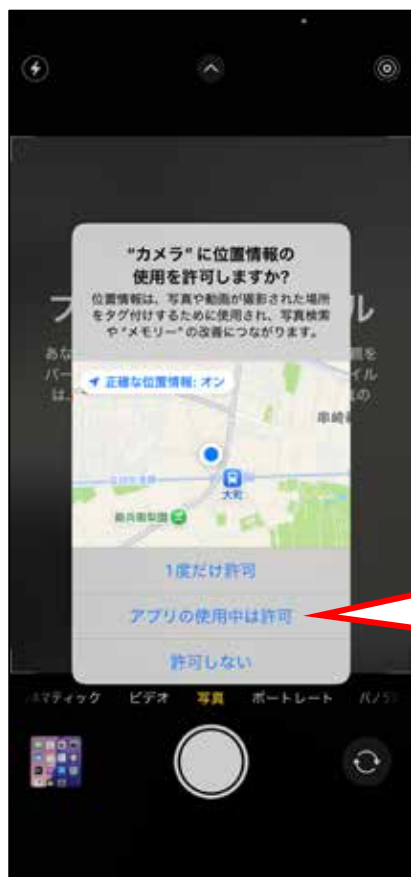 “カメラ”に位置情報の
使用を許可しますか?
位置情報は、写真や動画が撮影された場所
をタグ付けするために使用され、写真検索
や“メモリー”の改善につながります。
正確な位置情報: オン
大町
1度だけ許可
アプリの使用中は許可
許可しない
ビデオ
写真
ポートレート